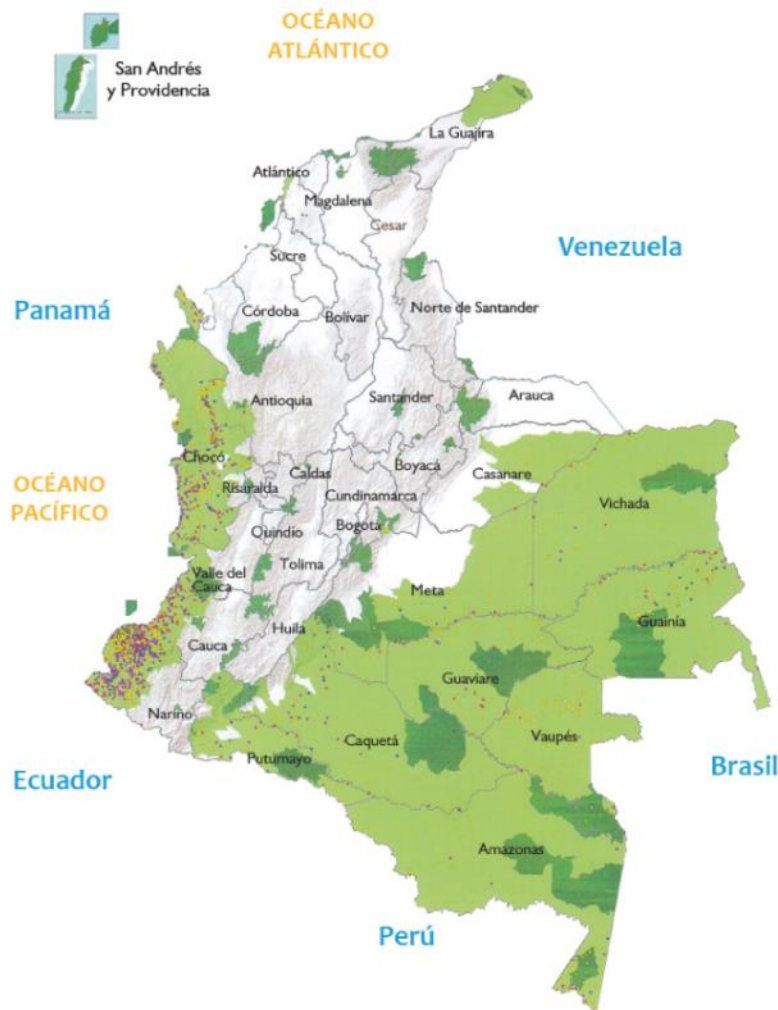 OCÉANO
ATLÁNTICO
San Andrés
y Providencia
La Guajira
Atlántico
Magdalena
Cesar
Venezuela
Sucre
Panamá
Córdoba
Bolívar
Norte de Santander
Antioquia
Santander
Arauca
Chocó
Boyacá
Casanare
OCÉANO
PACÍFICO
Risaralda
Caldas
Cundinamarca
Vichada
Quindío
Bogotá
Tolima
Valle del
Cauca
Meta
Guainía
Huila
Cauca
Guaviare
Nariño
Caquetá
Vaupés
Putumayo
Ecuador
Brasil
Amazonas
Perú